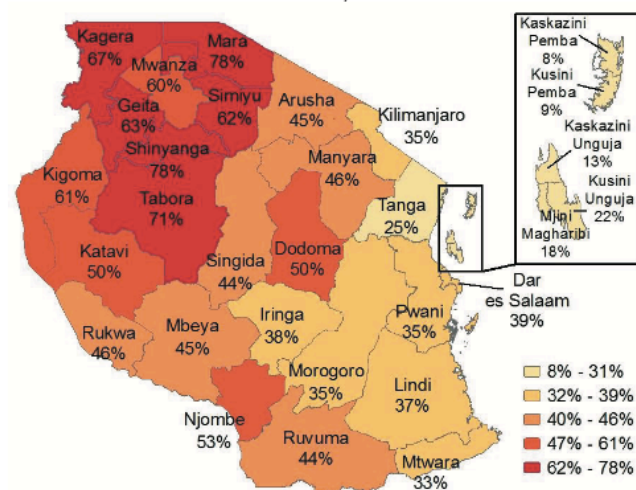 Kagera
67%
Mara
78%
Mwanza
60%
Geita
63%
Simiyu
62%
Arusha
45%
Kilimanjaro
35%
Shinyanga
78%
Manyara
46%
Kigoma
61%
Tabora
71%
Tanga
25%
Katavi
50%
Singida
44%
Dodoma
50%
Dar
es Salaam
39%
Rukwa
46%
Mbeya
45%
Iringa
38%
Pwani
35%
Morogoro
35%
Lindi
37%
Njombe
53%
Ruvuma
44%
Mtwara
33%
Kaskazini
Pemba
8%
Kusini
Pemba
9%
Kaskazini
Unguja
13%
Kusini
Unguja
22%
Mjini
Magharibi
18%
8% - 31%
32% - 39%
40% - 46%
47% - 61%
62% - 78%